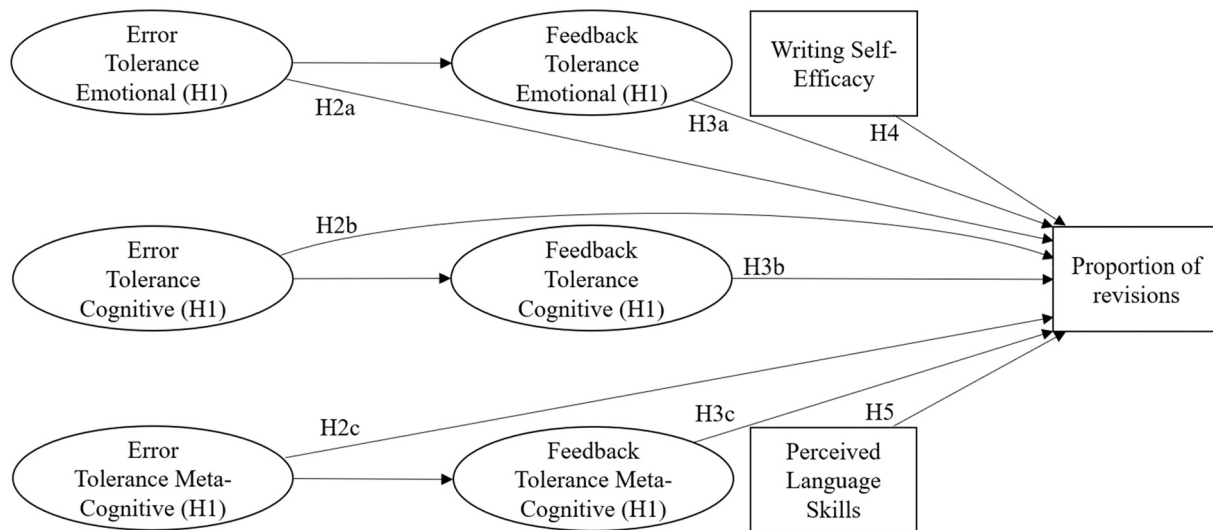 Error
Tolerance
Emotional (H1)
Feedback
Tolerance
Emotional (H1)
Writing Self-
Efficacy
H2a
H3a
H4
Error
Tolerance
Cognitive (H1)
H2b
Feedback
Tolerance
Cognitive (H1)
H3b
Proportion of
revisions
Error
Tolerance Meta-
Cognitive (H1)
H2c
Feedback
Tolerance Meta-
Cognitive (H1)
H3c
H5
Perceived
Language
Skills